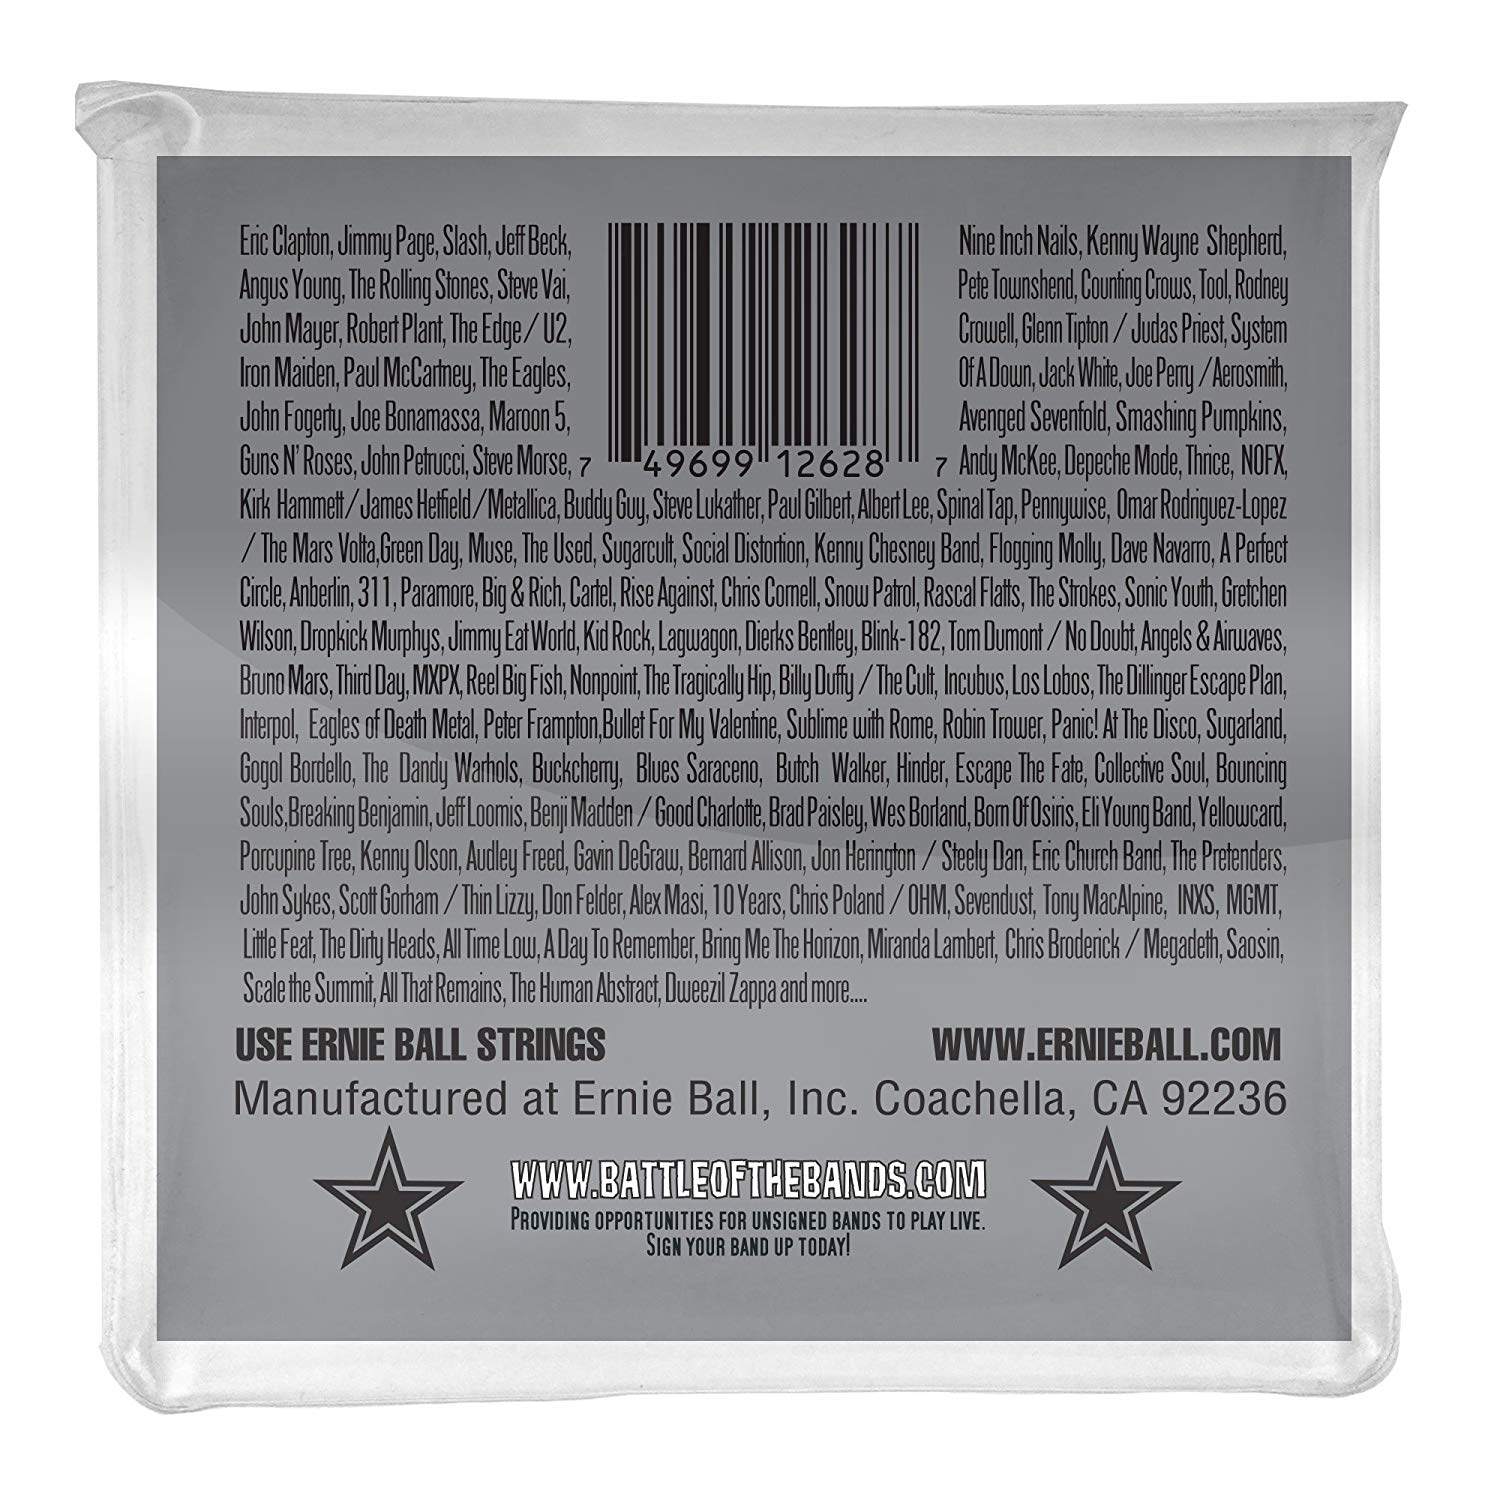 Eric Clapton, Jimmy Page, Slash, Jeff Beck,
Angus Young, The Rolling Stones, Steve Vai,
John Mayer, Robert Plant, The Edge / U2,
Iron Maiden, Paul McCartney, The Eagles,
John Fogerty, Joe Bonamassa, Maroon 5,
Guns N' Roses, John Petrucci, Steve Morse,
7 49699 12628 7
Nine Inch Nails, Kenny Wayne Shepherd,
Pete Townshend, Counting Crows, Tool, Rodney
Crowell, Glenn Tipton / Judas Priest, System
Of A Down, Jack White, Joe Perry /Aerosmith,
Avenged Sevenfold, Smashing Pumpkins,
Andy McKee, Depeche Mode, Thrice, NOFX,
Kirk Hammett / James Hetfield /Metallica, Buddy Guy, Steve Lukather, Paul Gilbert, Albert Lee, Spinal Tap, Pennywise, Omar Rodriguez-Lopez
/ The Mars Volta,Green Day, Muse, The Used, Sugarcult, Social Distortion, Kenny Chesney Band, Flogging Molly, Dave Navarro, A Perfect
Circle, Anberlin, 311, Paramore, Big & Rich, Cartel, Rise Against, Chris Cornell, Snow Patrol, Rascal Flatts, The Strokes, Sonic Youth, Gretchen
Wilson, Dropkick Murphys, Jimmy Eat World, Kid Rock, Lagwagon, Dierks Bentley, Blink-182, Tom Dumont / No Doubt, Angels & Airwaves,
Bruno Mars, Third Day, MXPX, Reel Big Fish, Nonpoint, The Tragically Hip, Billy Duffy / The Cult, Incubus, Los Lobos, The Dillinger Escape Plan,
Interpol, Eagles of Death Metal, Peter Frampton,Bullet For My Valentine, Sublime with Rome, Robin Trower, Panic! At The Disco, Sugarland,
Gogol Bordello, The Dandy Warhols, Buckcherry, Blues Saraceno, Butch Walker, Hinder, Escape The Fate, Collective Soul, Bouncing
Souls,Breaking Benjamin, Jeff Loomis, Benji Madden / Good Charlotte, Brad Paisley, Wes Borland, Born Of Osiris, Eli Young Band, Yellowcard,
Porcupine Tree, Kenny Olson, Audley Freed, Gavin DeGraw, Bernard Allison, Jon Herington / Steely Dan, Eric Church Band, The Pretenders,
John Sykes, Scott Gorham / Thin Lizzy, Don Felder, Alex Masi, 10 Years, Chris Poland / OHM, Sevendust, Tony MacAlpine, INXS, MGMT,
Little Feat, The Dirty Heads, All Time Low, A Day To Remember, Bring Me The Horizon, Miranda Lambert, Chris Broderick / Megadeth, Saosin,
Scale the Summit, All That Remains, The Human Abstract, Dweezil Zappa and more....
USE ERNIE BALL STRINGS
WWW.ERNIEBALL.COM
Manufactured at Ernie Ball, Inc. Coachella, CA 92236
WWW.BATTLEOFTHEBANDS.COM
PROVIDING OPPORTUNITIES FOR UNSIGNED BANDS TO PLAY LIVE.
SIGN YOUR BAND UP TODAY!